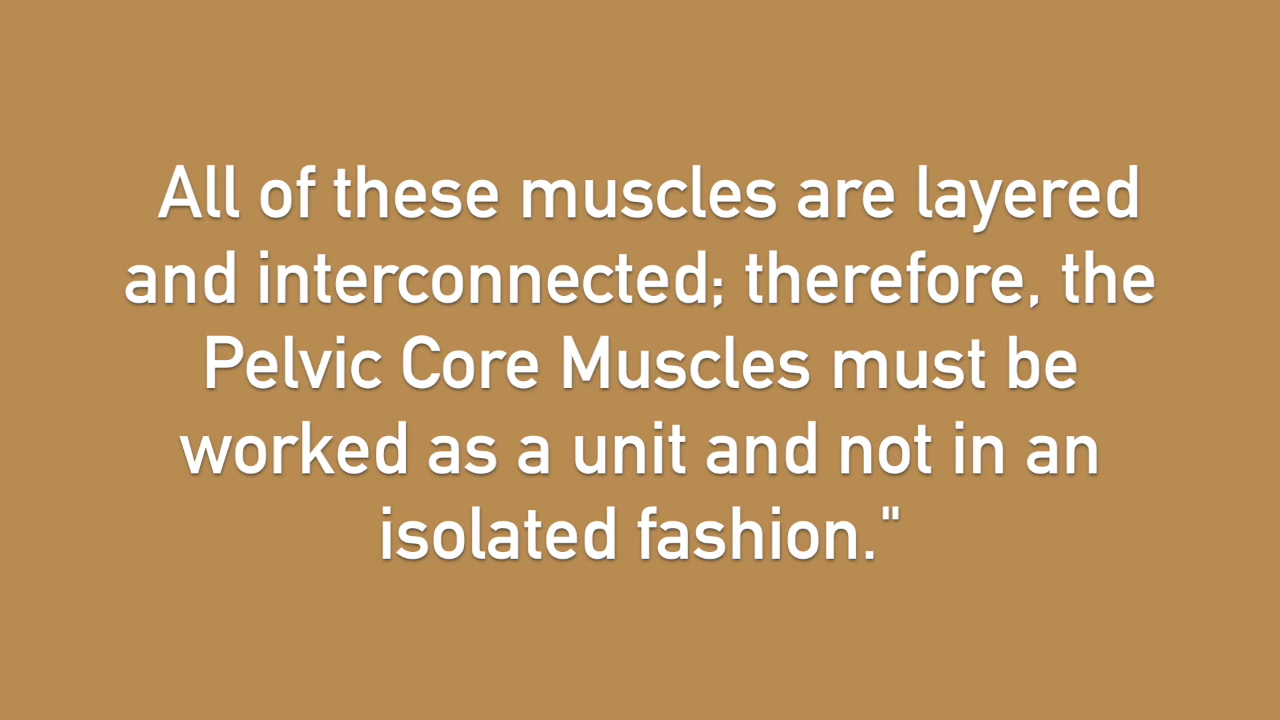 All of these muscles are layered
and interconnected; therefore, the
Pelvic Core Muscles must be
worked as a unit and not in an
isolated fashion."